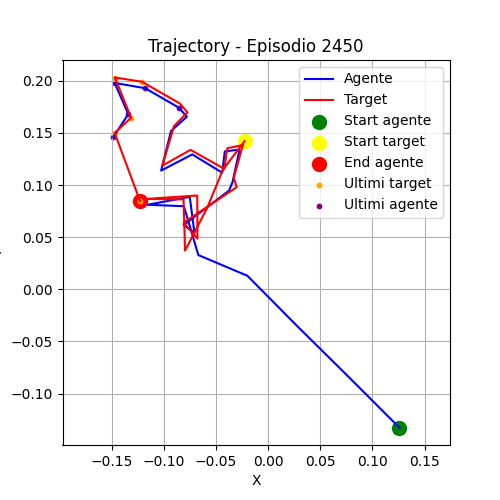 Trajectory - Episodio 2450
Agente
Target
Start agente
Start target
End agente
Ultimi target
Ultimi agente
0.20
0.15
0.10
0.05
0.00
−0.05
−0.10
−0.15 −0.10 −0.05 0.00 0.05 0.10 0.15
X